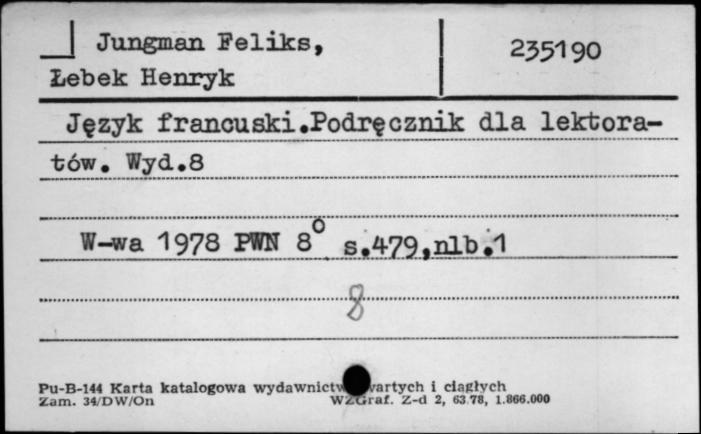 Jungman Feliks,
235190
Łebek Henryk
Język francuski.Podręcznik dla lektora-
tów. Wyd.8
W-wa 1978 PWN 8° s.479,nlb.1
8
Pu-B-144 Karta katalogowa wydawnictw zwartych i ciągłych
Zam. 34/DW/On WZGraf. Z-d 2, 63.78, 1.866.000